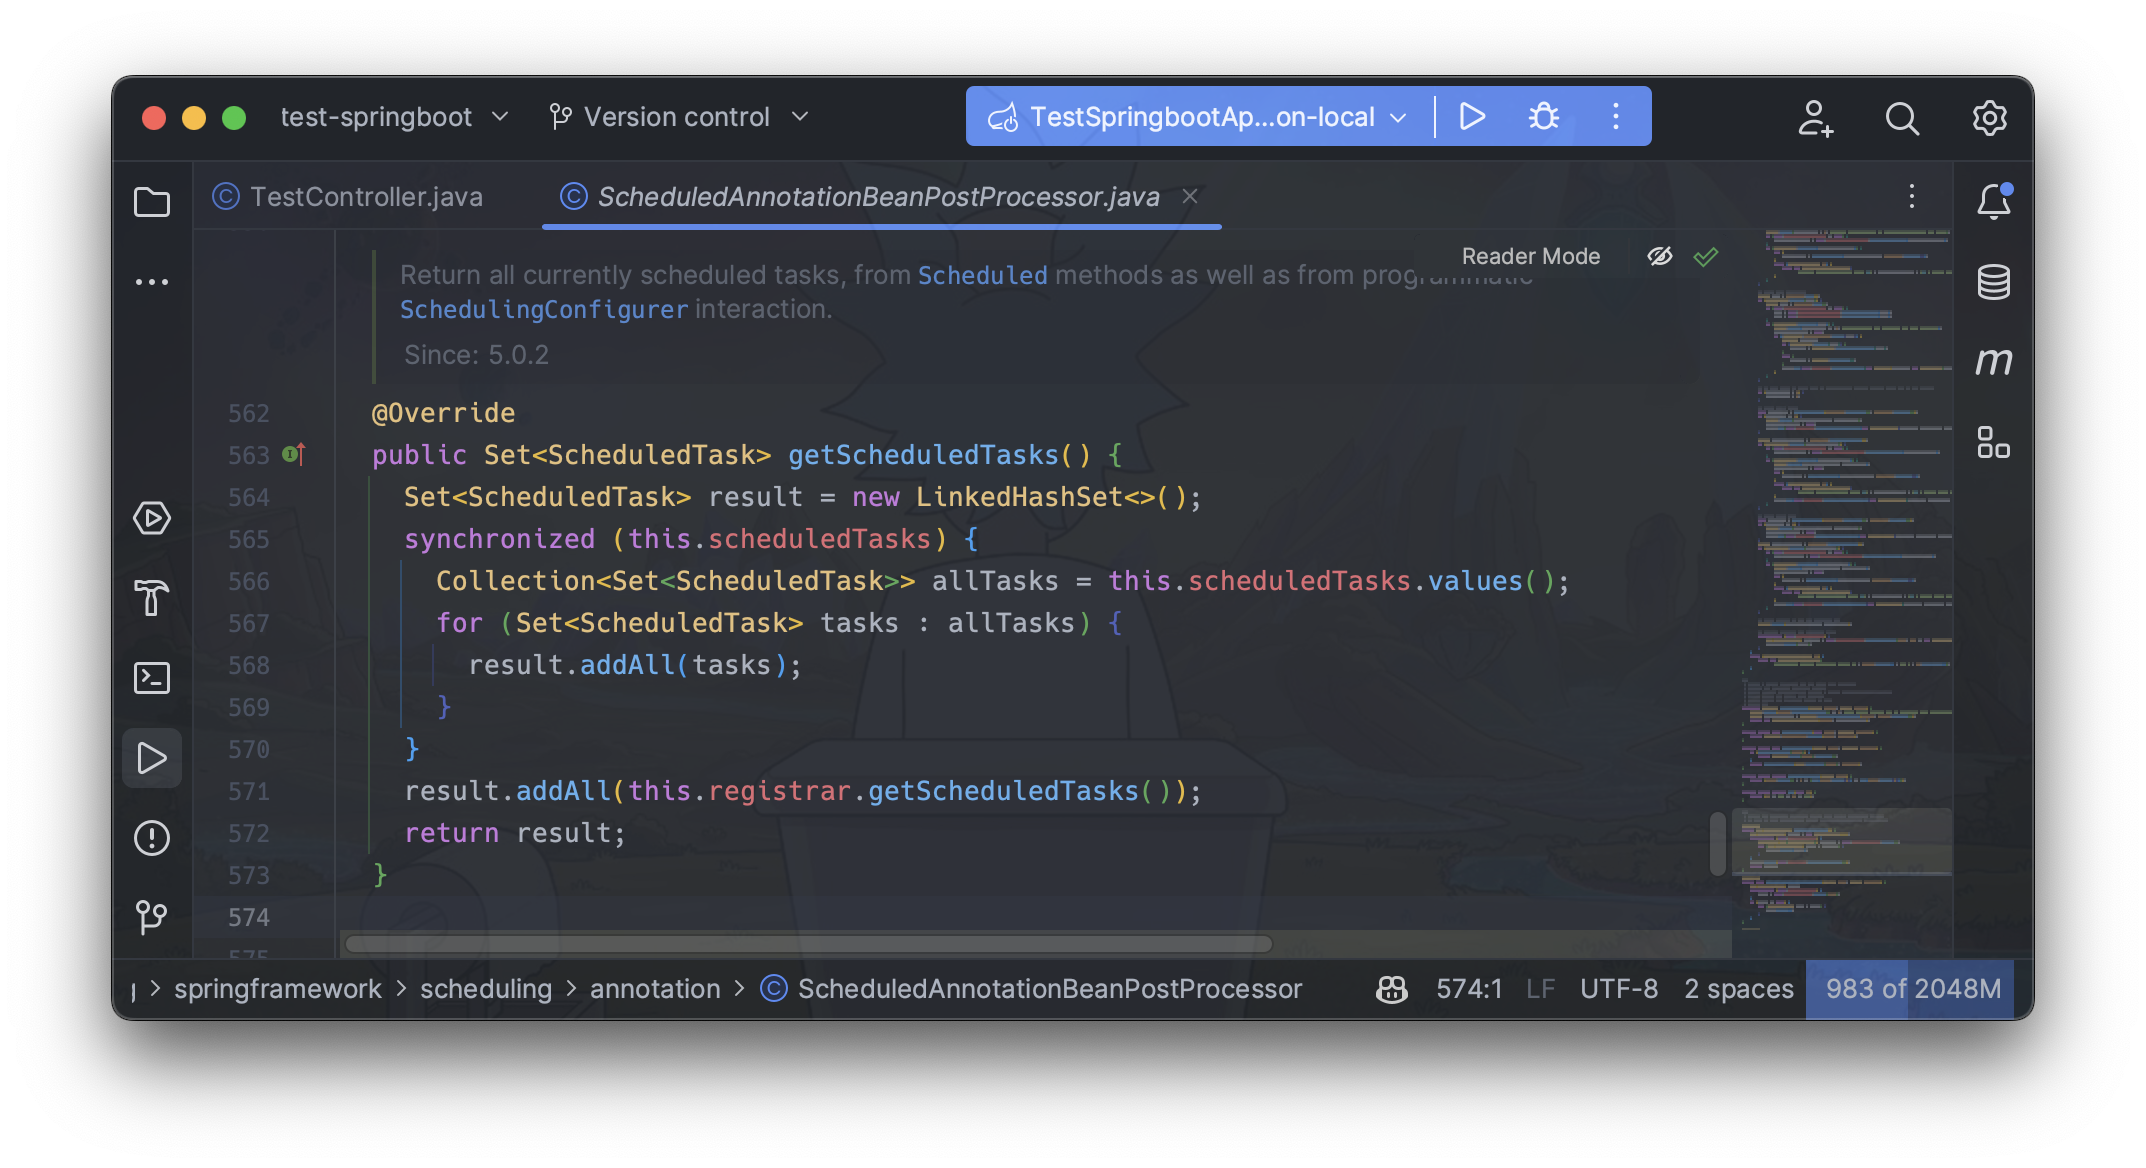 test-springboot
Version control
TestSpringbootAp...on-local
TestController.java
ScheduledAnnotationBeanPostProcessor.java
Reader Mode
Return all currently scheduled tasks, from Scheduled methods as well as from programmatic
SchedulingConfigurer interaction.
Since: 5.0.2
562 @Override
563 public Set<ScheduledTask> getScheduledTasks() {
564 Set<ScheduledTask> result = new LinkedHashSet<>();
565 synchronized (this.scheduledTasks) {
566 Collection<Set<ScheduledTask>> allTasks = this.scheduledTasks.values();
567 for (Set<ScheduledTask> tasks : allTasks) {
568 result.addAll(tasks);
569 }
570 }
571 result.addAll(this.registrar.getScheduledTasks());
572 return result;
573 }
574
575
m
springframework > scheduling > annotation > ScheduledAnnotationBeanPostProcessor
574:1 LF UTF-8 2 spaces 983 of 2048M